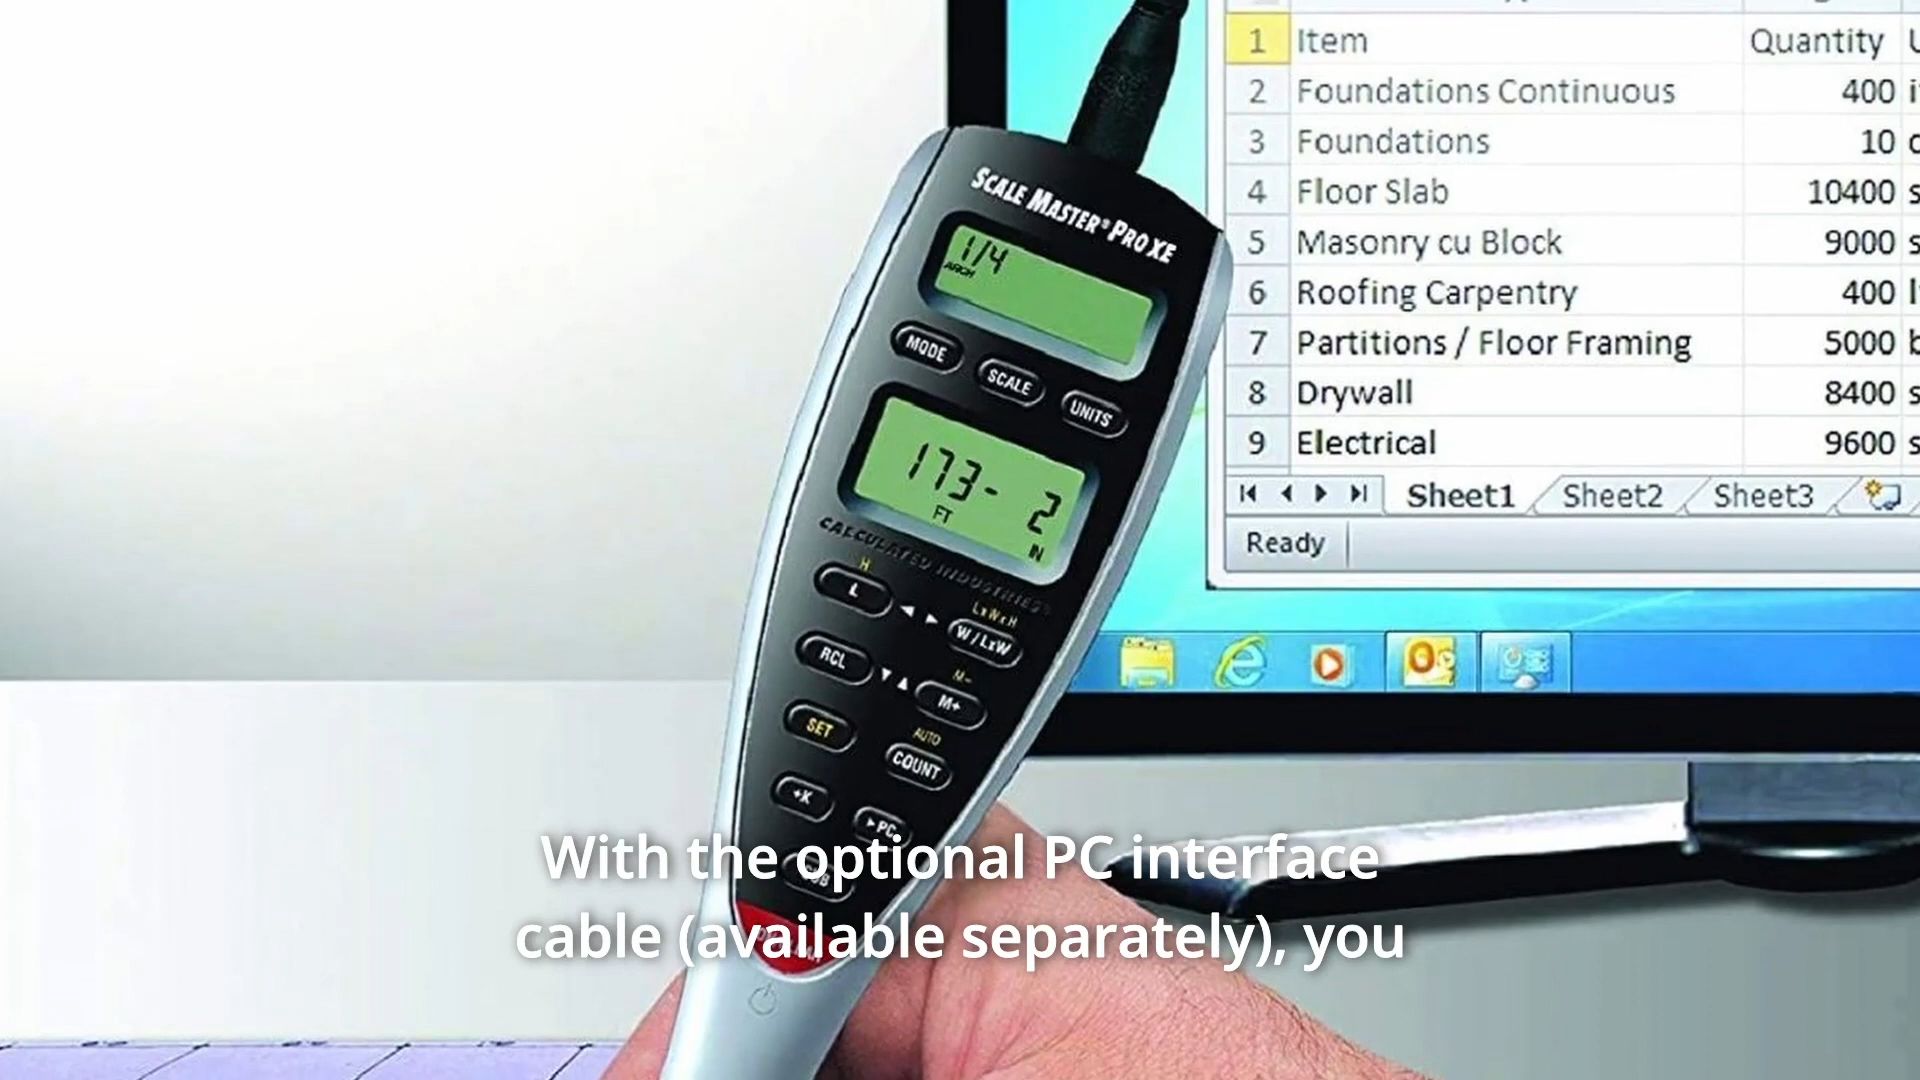 SCALE MASTER® PRO XE
1/4
ARCH
MODE
SCALE
UNITS
173- 2
FT IN
CALCULATED INDUSTRIES®
H
L
LxWxH
W/LxW
RCL
M-
M+
SET
AUTO
COUNT
+K
►PC
1 Item Quantity
2 Foundations Continuous 400
3 Foundations 10
4 Floor Slab 10400
5 Masonry cu Block 9000
6 Roofing Carpentry 400
7 Partitions / Floor Framing 5000
8 Drywall 8400
9 Electrical 9600
Sheet1 Sheet2 Sheet3
Ready
With the optional PC interface
cable (available separately), you